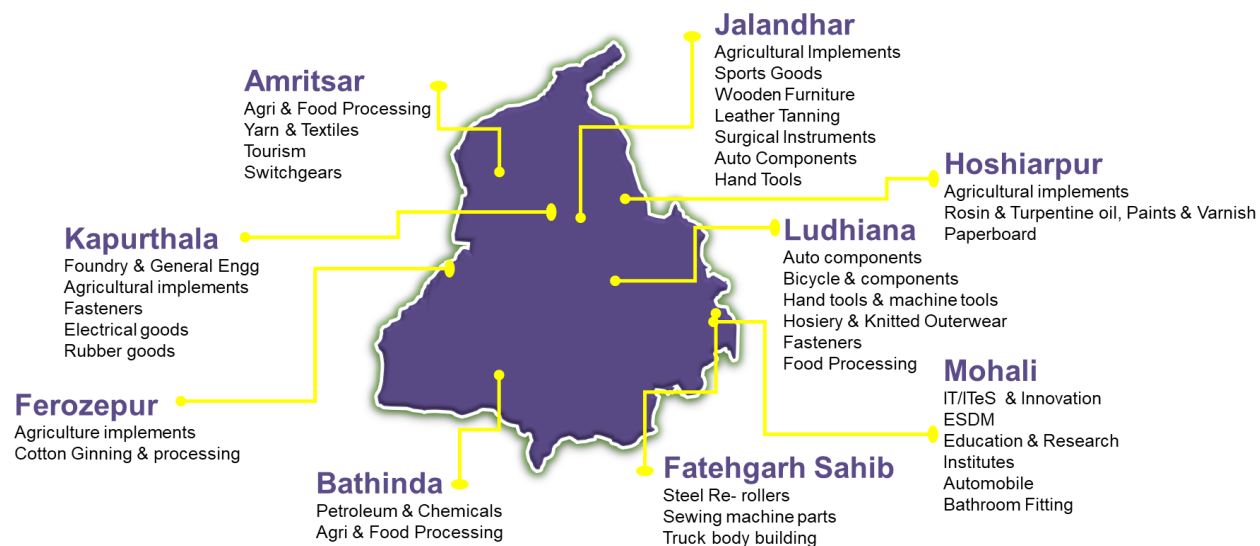 Jalandhar
Agricultural Implements
Sports Goods
Wooden Furniture
Leather Tanning
Surgical Instruments
Auto Components
Hand Tools
Amritsar
Agri & Food Processing
Yarn & Textiles
Tourism
Switchgears
Hoshiarpur
Agricultural implements
Rosin & Turpentine oil, Paints & Varnish
Paperboard
Kapurthala
Foundry & General Engg
Agricultural implements
Fasteners
Electrical goods
Rubber goods
Ludhiana
Auto components
Bicycle & components
Hand tools & machine tools
Hosiery & Knitted Outerwear
Fasteners
Food Processing
Mohali
IT/ITeS & Innovation
ESDM
Education & Research
Institutes
Automobile
Bathroom Fitting
Ferozepur
Agriculture implements
Cotton Ginning & processing
Bathinda
Petroleum & Chemicals
Agri & Food Processing
Fatehgarh Sahib
Steel Re- rollers
Sewing machine parts
Truck body building